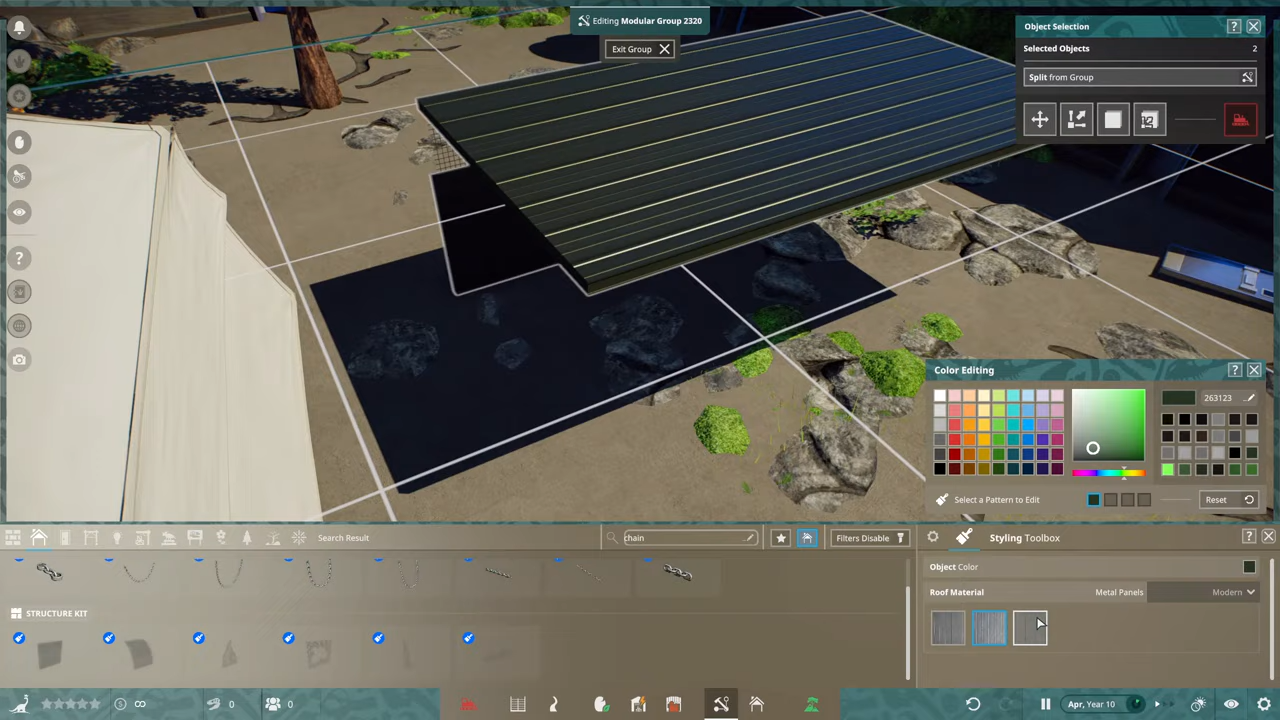 Editing Modular Group 2320
Exit Group
Object Selection
?
Selected Objects 2
Split from Group
12
?
Color Editing ?
263123
Select a Pattern to Edit Reset
Search Result chain Filters Disable
Styling Toolbox ?
Object Color
Roof Material Metal Panels Modern
STRUCTURE KIT
∞ 0 0 Apr, Year 10